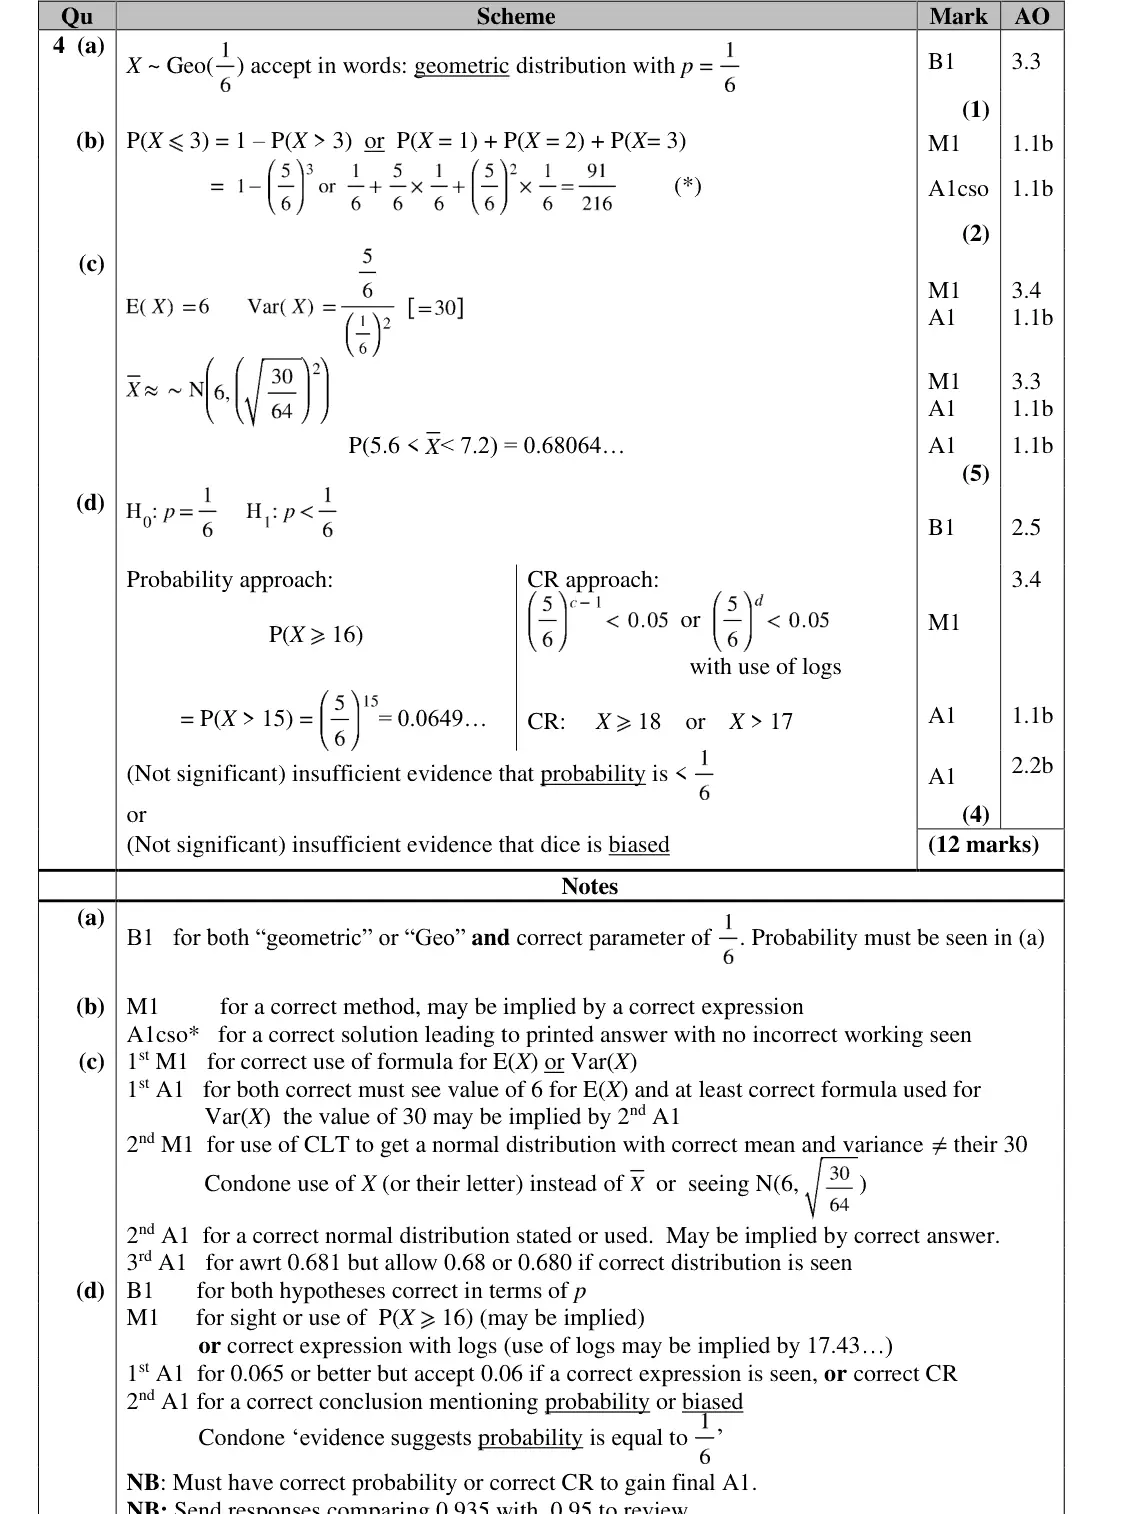 Qu Scheme Mark AO
4 (a) X ~ Geo(1/6) accept in words: geometric distribution with p = 1/6 B1 3.3
(1)
(b) P(X ⩽ 3) = 1 – P(X > 3) or P(X = 1) + P(X = 2) + P(X= 3) M1 1.1b
= 1 − (5/6)^3 or 1/6 + 5/6 × 1/6 + (5/6)^2 × 1/6 = 91/216 (*) A1cso 1.1b
(2)
(c)
E( X) = 6 Var( X) = (5/6)/(1/6)^2 [= 30] M1 3.4
A1 1.1b
X̅ ≈ ~ N(6, (√(30/64))^2) M1 3.3
A1 1.1b
P(5.6 < X̅ < 7.2) = 0.68064… A1 1.1b
(5)
(d) H₀: p = 1/6 H₁: p < 1/6 B1 2.5
Probability approach: CR approach: 3.4
P(X ⩾ 16) (5/6)^(c−1) < 0.05 or (5/6)^d < 0.05 M1
with use of logs
= P(X > 15) = (5/6)^15 = 0.0649… CR: X ⩾ 18 or X > 17 A1 1.1b
(Not significant) insufficient evidence that probability is < 1/6 A1 2.2b
or (4)
(Not significant) insufficient evidence that dice is biased (12 marks)
Notes
(a) B1 for both “geometric” or “Geo” and correct parameter of 1/6. Probability must be seen in (a)
(b) M1 for a correct method, may be implied by a correct expression
A1cso* for a correct solution leading to printed answer with no incorrect working seen
(c) 1st M1 for correct use of formula for E(X) or Var(X)
1st A1 for both correct must see value of 6 for E(X) and at least correct formula used for
Var(X) the value of 30 may be implied by 2nd A1
2nd M1 for use of CLT to get a normal distribution with correct mean and variance ≠ their 30
Condone use of X (or their letter) instead of X̅ or seeing N(6, √(30/64))
2nd A1 for a correct normal distribution stated or used. May be implied by correct answer.
3rd A1 for awrt 0.681 but allow 0.68 or 0.680 if correct distribution is seen
(d) B1 for both hypotheses correct in terms of p
M1 for sight or use of P(X ⩾ 16) (may be implied)
or correct expression with logs (use of logs may be implied by 17.43…)
1st A1 for 0.065 or better but accept 0.06 if a correct expression is seen, or correct CR
2nd A1 for a correct conclusion mentioning probability or biased
Condone ‘evidence suggests probability is equal to 1/6’
NB: Must have correct probability or correct CR to gain final A1.
NB: Send responses comparing 0.935 with 0.95 to review